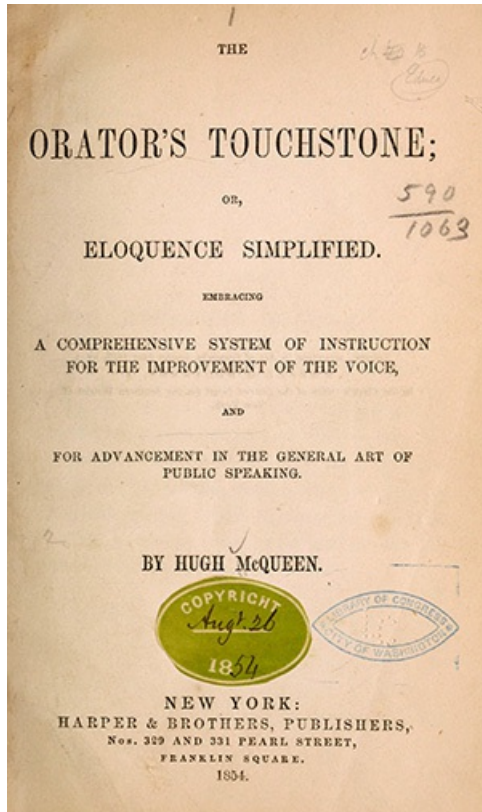 THE
ORATOR'S TOUCHSTONE;
OR,
ELOQUENCE SIMPLIFIED.
EMBRACING
A COMPREHENSIVE SYSTEM OF INSTRUCTION
FOR THE IMPROVEMENT OF THE VOICE,
AND
FOR ADVANCEMENT IN THE GENERAL ART OF
PUBLIC SPEAKING.
590
1063
BY HUGH McQUEEN.
COPYRIGHT
Augt. 26
1854
LIBRARY OF CONGRESS
CITY OF WASHINGTON
NEW YORK:
HARPER & BROTHERS, PUBLISHERS,
Nos. 329 AND 331 PEARL STREET,
FRANKLIN SQUARE.
1854.